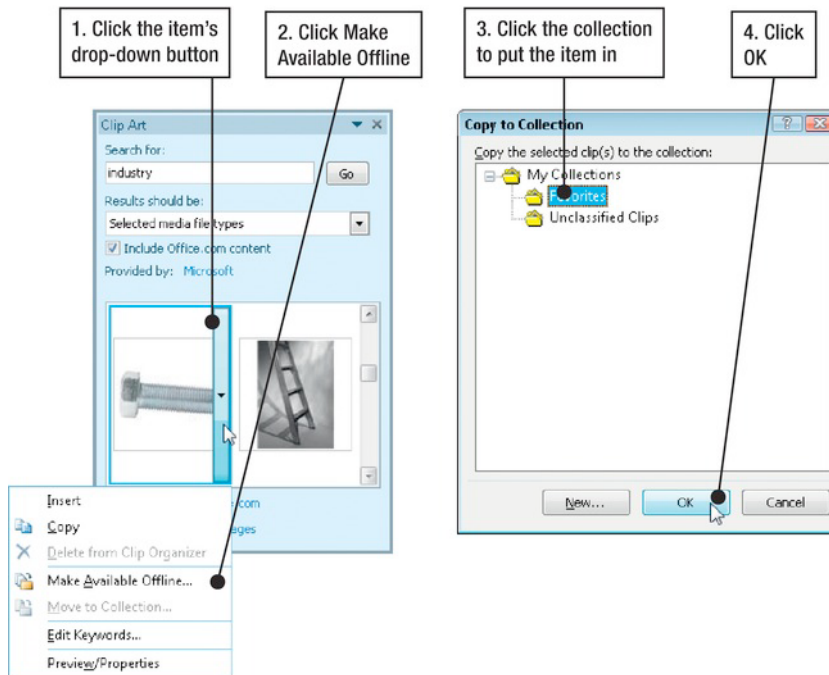 1. Click the item's
drop-down button
2. Click Make
Available Offline
3. Click the collection
to put the item in
4. Click
OK
Clip Art
Search for:
industry
Go
Results should be:
Selected media file types
Include Office.com content
Provided by: Microsoft
com
ages
Insert
Copy
Delete from Clip Organizer
Make Available Offline...
Move to Collection...
Edit Keywords...
Preview/Properties
Copy to Collection
Copy the selected clip(s) to the collection:
My Collections
Favorites
Unclassified Clips
New...
OK
Cancel